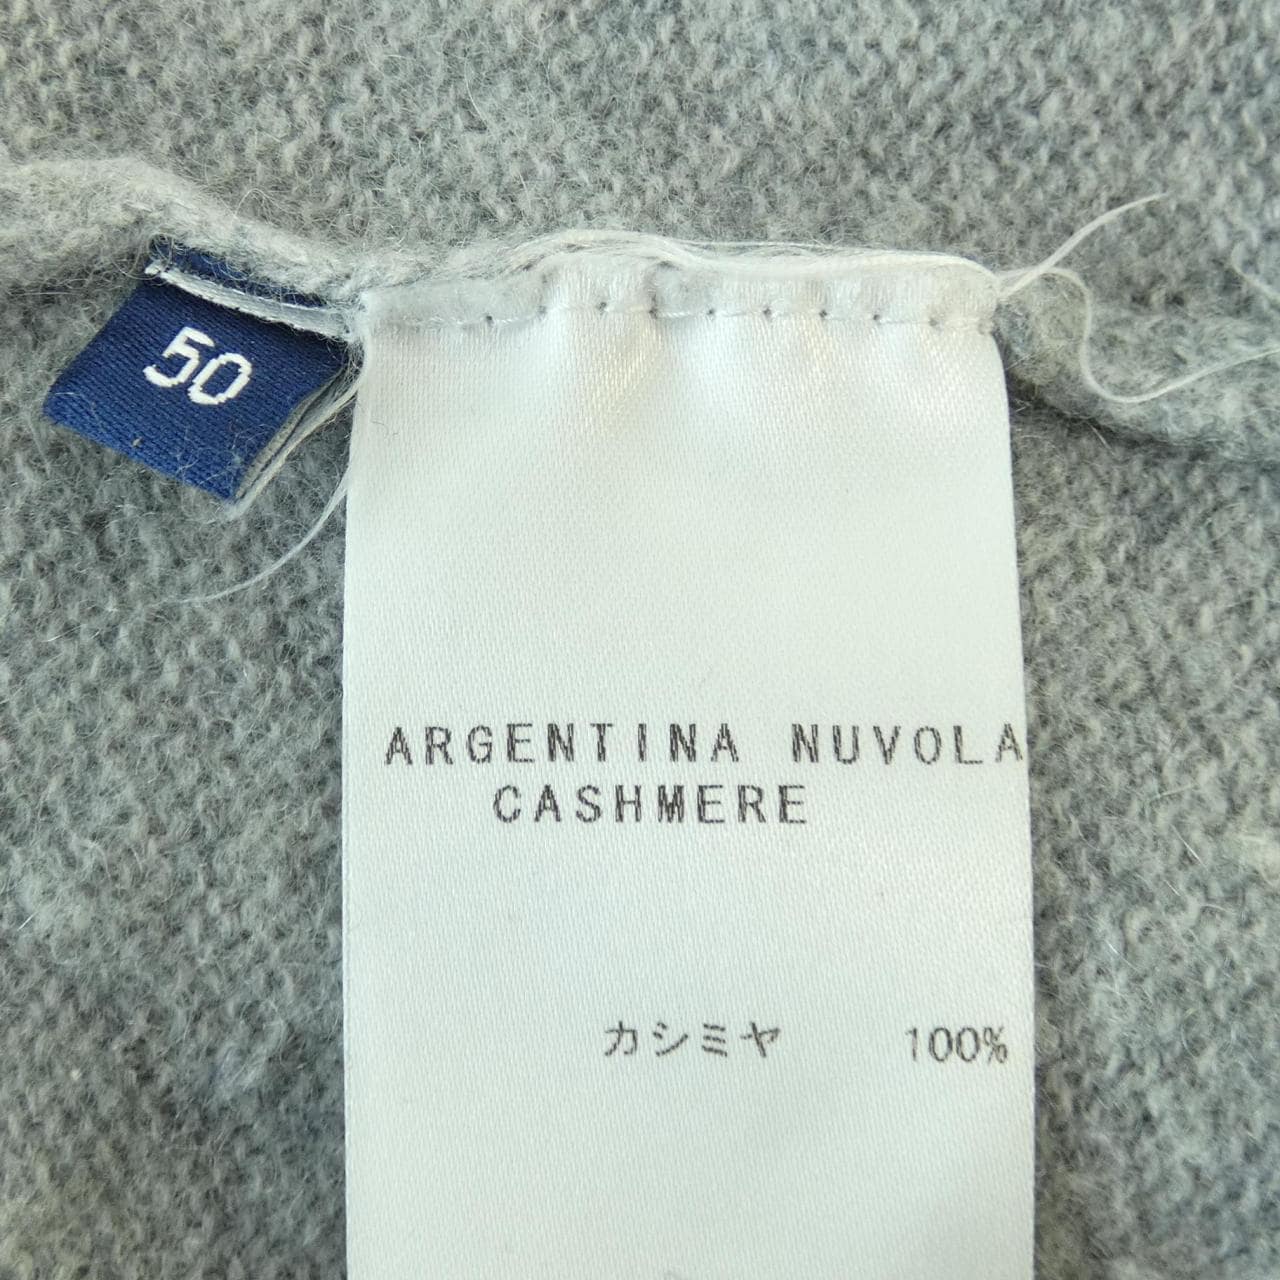 50
ARGENTINA NUVOLA
CASHMERE
カシミヤ 100%